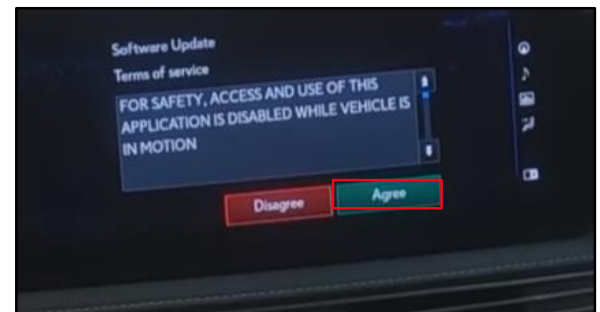 Software Update
Terms of service
FOR SAFETY, ACCESS AND USE OF THIS
APPLICATION IS DISABLED WHILE VEHICLE IS
IN MOTION
Disagree
Agree